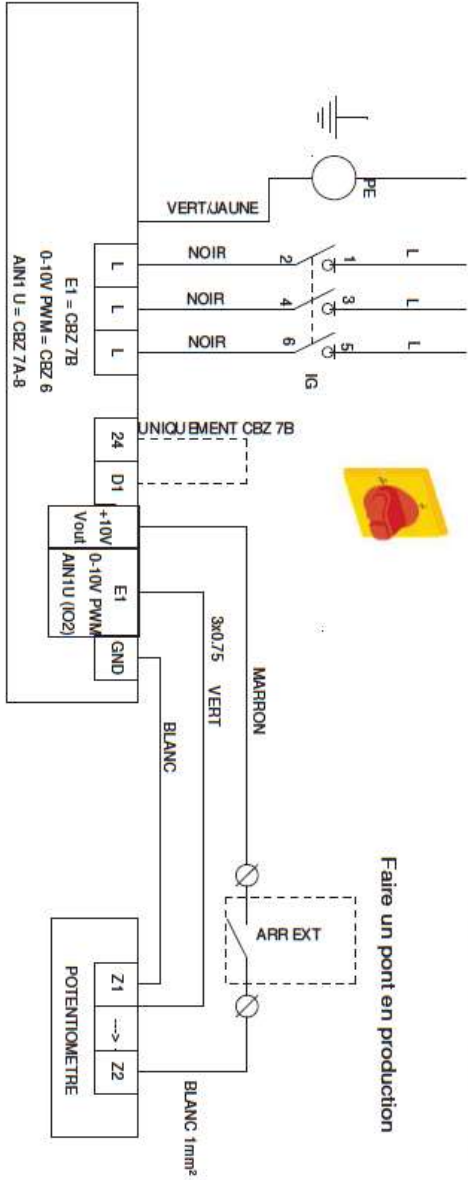 PE
L
L
L
1
3
5
2
4
6
IG
VERT/JAUNE
NOIR
NOIR
NOIR
L
L
L
E1 = CBZ 7B
0-10V PWM = CBZ 6
AIN1 U = CBZ 7A-8
UNIQUEMENT CBZ 7B
24
D1
+10V
Vout
E1
0-10V PWM
AIN1U (IO2)
GND
MARRON
3x0.75
VERT
BLANC
Faire un pont en production
ARR EXT
Z1
--->
Z2
POTENTIOMETRE
BLANC 1mm²